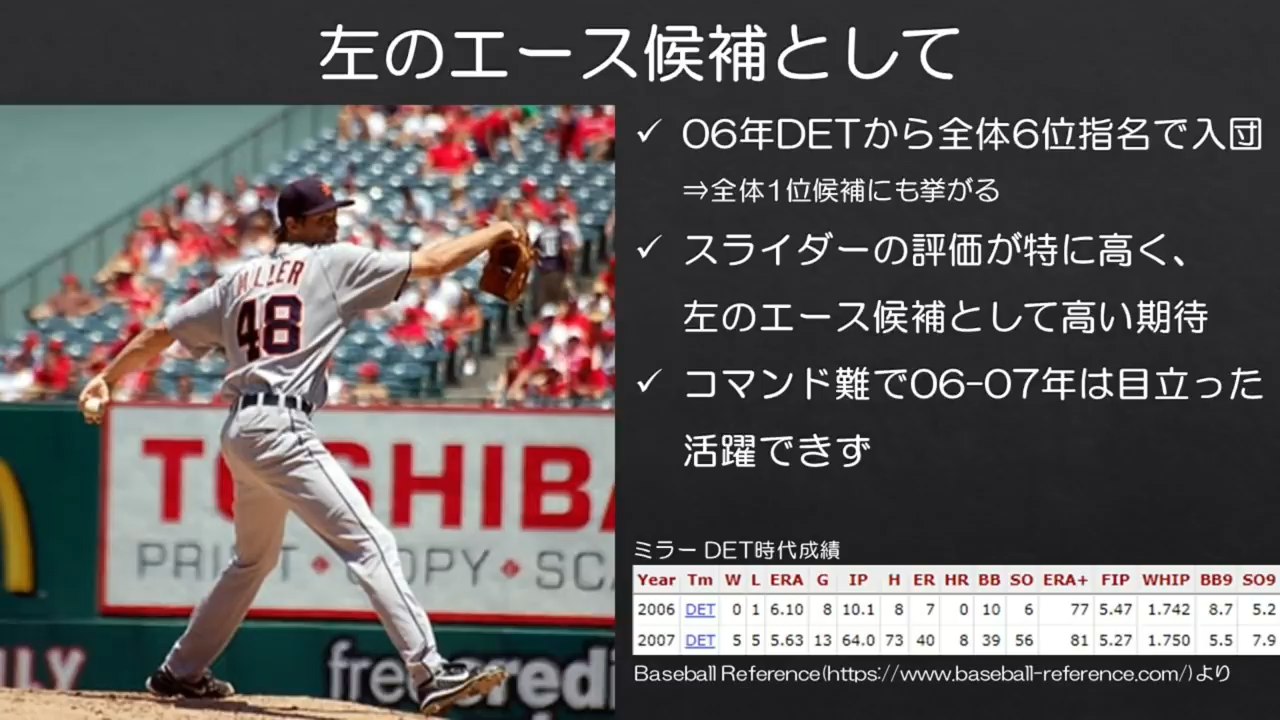 左のエース候補として
✓ 06年DETから全体6位指名で入団
⇒全体1位候補にも挙がる
✓ スライダーの評価が特に高く、
左のエース候補として高い期待
✓ コマンド難で06-07年は目立った
活躍できず
MILLER
48
TOSHIBA
PRINT ◆ COPY ◆ SCA
freecredi
ミラー DET時代成績
Year Tm W L ERA G IP H ER HR BB SO ERA+ FIP WHIP BB9 SO9
2006 DET 0 1 6.10 8 10.1 8 7 0 10 6 77 5.47 1.742 8.7 5.2
2007 DET 5 5 5.63 13 64.0 73 40 8 39 56 81 5.27 1.750 5.5 7.9
Baseball Reference(https://www.baseball-reference.com/)より